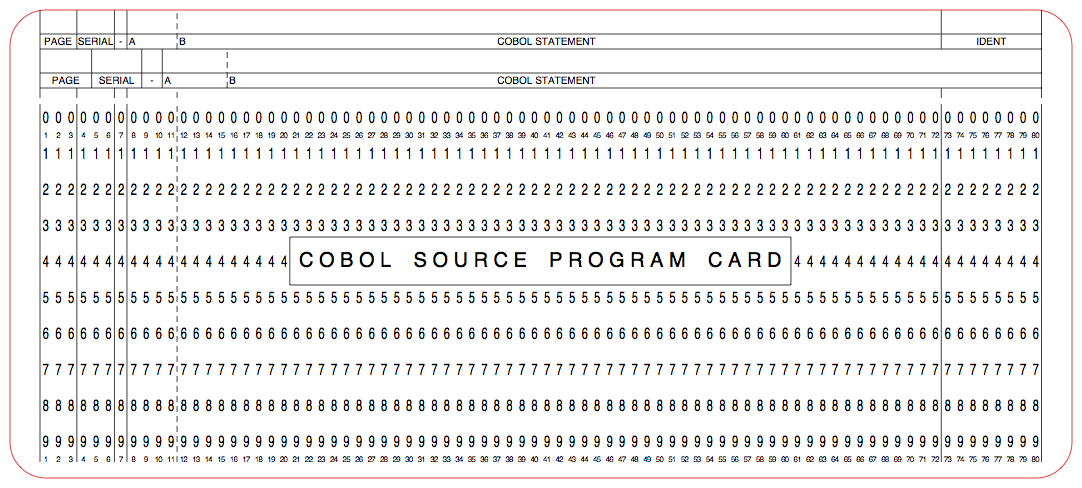 PAGE SERIAL - A B COBOL STATEMENT IDENT
PAGE SERIAL - A B COBOL STATEMENT
0 0 0 0 0 0 0 0 0 0 0 0 0 0 0 0 0 0 0 0 0 0 0 0 0 0 0 0 0 0 0 0 0 0 0 0 0 0 0 0 0 0 0 0 0 0 0 0 0 0 0 0 0 0 0 0 0 0 0 0 0 0 0 0 0 0 0 0 0 0 0 0 0 0 0 0 0 0 0 0
1 2 3 4 5 6 7 8 9 10 11 12 13 14 15 16 17 18 19 20 21 22 23 24 25 26 27 28 29 30 31 32 33 34 35 36 37 38 39 40 41 42 43 44 45 46 47 48 49 50 51 52 53 54 55 56 57 58 59 60 61 62 63 64 65 66 67 68 69 70 71 72 73 74 75 76 77 78 79 80
1 1 1 1 1 1 1 1 1 1 1 1 1 1 1 1 1 1 1 1 1 1 1 1 1 1 1 1 1 1 1 1 1 1 1 1 1 1 1 1 1 1 1 1 1 1 1 1 1 1 1 1 1 1 1 1 1 1 1 1 1 1 1 1 1 1 1 1 1 1 1 1 1 1 1 1 1 1 1 1
2 2 2 2 2 2 2 2 2 2 2 2 2 2 2 2 2 2 2 2 2 2 2 2 2 2 2 2 2 2 2 2 2 2 2 2 2 2 2 2 2 2 2 2 2 2 2 2 2 2 2 2 2 2 2 2 2 2 2 2 2 2 2 2 2 2 2 2 2 2 2 2 2 2 2 2 2 2 2 2
3 3 3 3 3 3 3 3 3 3 3 3 3 3 3 3 3 3 3 3 3 3 3 3 3 3 3 3 3 3 3 3 3 3 3 3 3 3 3 3 3 3 3 3 3 3 3 3 3 3 3 3 3 3 3 3 3 3 3 3 3 3 3 3 3 3 3 3 3 3 3 3 3 3 3 3 3 3 3 3
4 4 4 4 4 4 4 4 4 4 4 4 4 4 4 4 4 4 4 4 COBOL SOURCE PROGRAM CARD 4 4 4 4 4 4 4 4 4 4 4 4 4 4 4 4 4 4 4 4
5 5 5 5 5 5 5 5 5 5 5 5 5 5 5 5 5 5 5 5 5 5 5 5 5 5 5 5 5 5 5 5 5 5 5 5 5 5 5 5 5 5 5 5 5 5 5 5 5 5 5 5 5 5 5 5 5 5 5 5 5 5 5 5 5 5 5 5 5 5 5 5 5 5 5 5 5 5 5 5
6 6 6 6 6 6 6 6 6 6 6 6 6 6 6 6 6 6 6 6 6 6 6 6 6 6 6 6 6 6 6 6 6 6 6 6 6 6 6 6 6 6 6 6 6 6 6 6 6 6 6 6 6 6 6 6 6 6 6 6 6 6 6 6 6 6 6 6 6 6 6 6 6 6 6 6 6 6 6 6
7 7 7 7 7 7 7 7 7 7 7 7 7 7 7 7 7 7 7 7 7 7 7 7 7 7 7 7 7 7 7 7 7 7 7 7 7 7 7 7 7 7 7 7 7 7 7 7 7 7 7 7 7 7 7 7 7 7 7 7 7 7 7 7 7 7 7 7 7 7 7 7 7 7 7 7 7 7 7 7
8 8 8 8 8 8 8 8 8 8 8 8 8 8 8 8 8 8 8 8 8 8 8 8 8 8 8 8 8 8 8 8 8 8 8 8 8 8 8 8 8 8 8 8 8 8 8 8 8 8 8 8 8 8 8 8 8 8 8 8 8 8 8 8 8 8 8 8 8 8 8 8 8 8 8 8 8 8 8 8
9 9 9 9 9 9 9 9 9 9 9 9 9 9 9 9 9 9 9 9 9 9 9 9 9 9 9 9 9 9 9 9 9 9 9 9 9 9 9 9 9 9 9 9 9 9 9 9 9 9 9 9 9 9 9 9 9 9 9 9 9 9 9 9 9 9 9 9 9 9 9 9 9 9 9 9 9 9 9 9
1 2 3 4 5 6 7 8 9 10 11 12 13 14 15 16 17 18 19 20 21 22 23 24 25 26 27 28 29 30 31 32 33 34 35 36 37 38 39 40 41 42 43 44 45 46 47 48 49 50 51 52 53 54 55 56 57 58 59 60 61 62 63 64 65 66 67 68 69 70 71 72 73 74 75 76 77 78 79 80